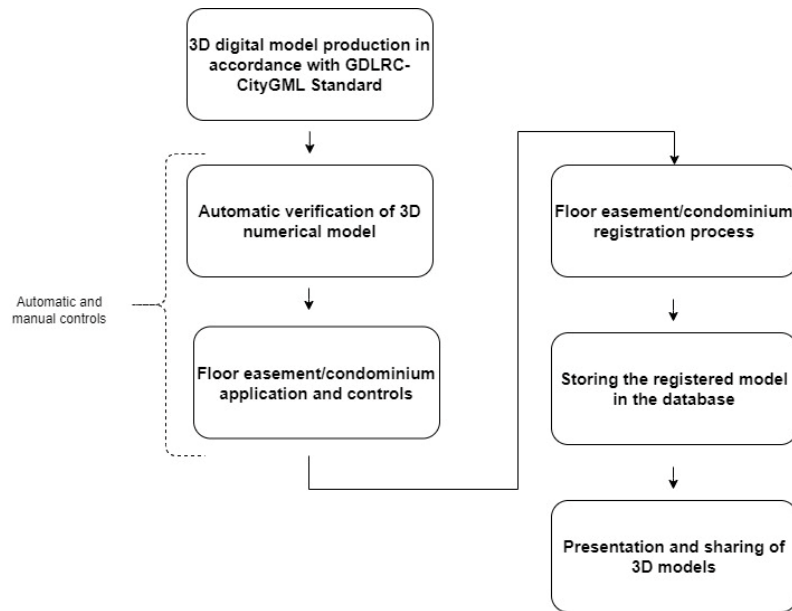 3D digital model production in
accordance with GDLRC-
CityGML Standard
Automatic verification of 3D
numerical model
Automatic and
manual controls
Floor easement/condominium
application and controls
Floor easement/condominium
registration process
Storing the registered model
in the database
Presentation and sharing of
3D models